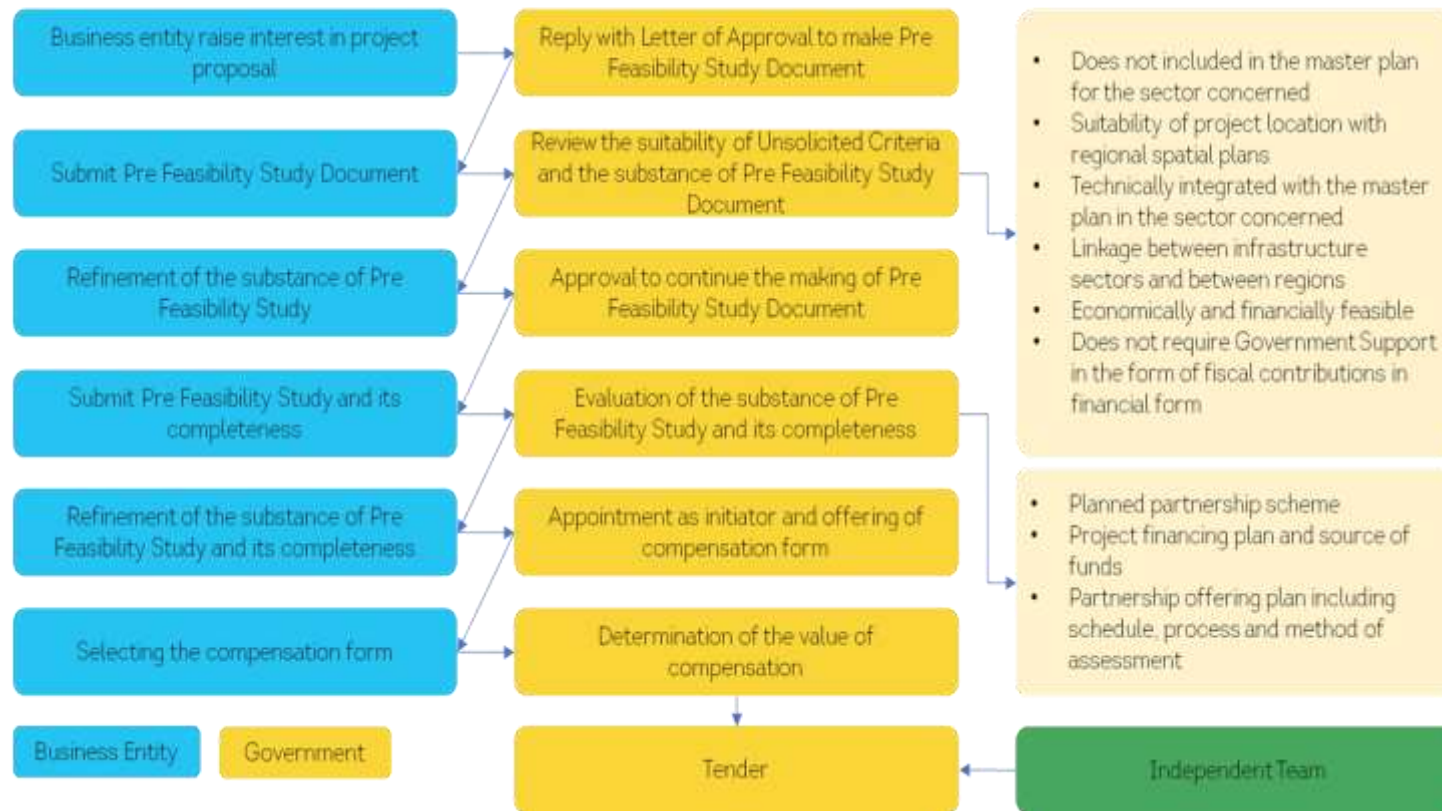 Business entity raise interest in project
proposal
Reply with Letter of Approval to make Pre
Feasibility Study Document
Submit Pre Feasibility Study Document
Review the suitability of Unsolicited Criteria
and the substance of Pre Feasibility Study
Document
Refinement of the substance of Pre
Feasibility Study
Approval to continue the making of Pre
Feasibility Study Document
Submit Pre Feasibility Study and its
completeness
Evaluation of the substance of Pre
Feasibility Study and its completeness
Refinement of the substance of Pre
Feasibility Study and its completeness
Appointment as initiator and offering of
compensation form
Selecting the compensation form
Determination of the value of
compensation
• Does not included in the master plan
for the sector concerned
• Suitability of project location with
regional spatial plans
• Technically integrated with the master
plan in the sector concerned
• Linkage between infrastructure
sectors and between regions
• Economically and financially feasible
• Does not require Government Support
in the form of fiscal contributions in
financial form
• Planned partnership scheme
• Project financing plan and source of
funds
• Partnership offering plan including
schedule, process and method of
assessment
Business Entity
Government
Tender
Independent Team